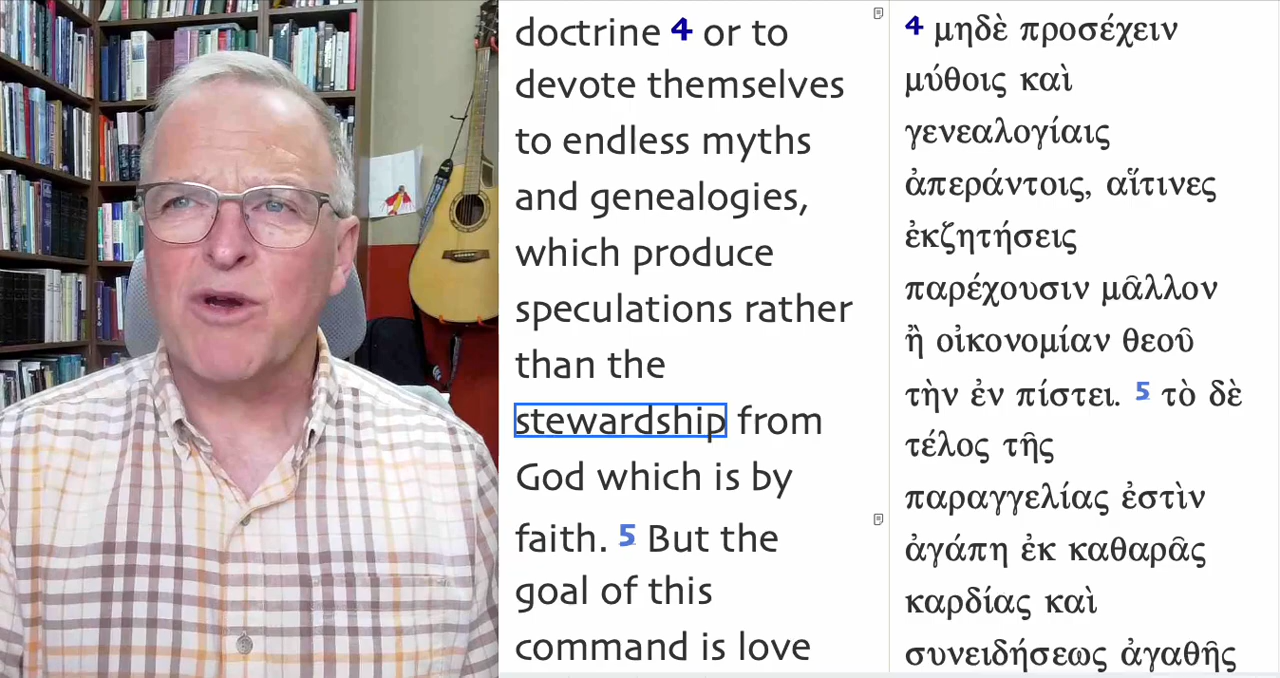 doctrine 4 or to
devote themselves
to endless myths
and genealogies,
which produce
speculations rather
than the
stewardship from
God which is by
faith. 5 But the
goal of this
command is love
4 μηδὲ προσέχειν
μύθοις καὶ
γενεαλογίαις
ἀπεράντοις, αἵτινες
ἐκζητήσεις
παρέχουσιν μᾶλλον
ἢ οἰκονομίαν θεοῦ
τὴν ἐν πίστει. 5 τὸ δὲ
τέλος τῆς
παραγγελίας ἐστὶν
ἀγάπη ἐκ καθαρᾶς
καρδίας καὶ
συνειδήσεως ἀγαθῆς